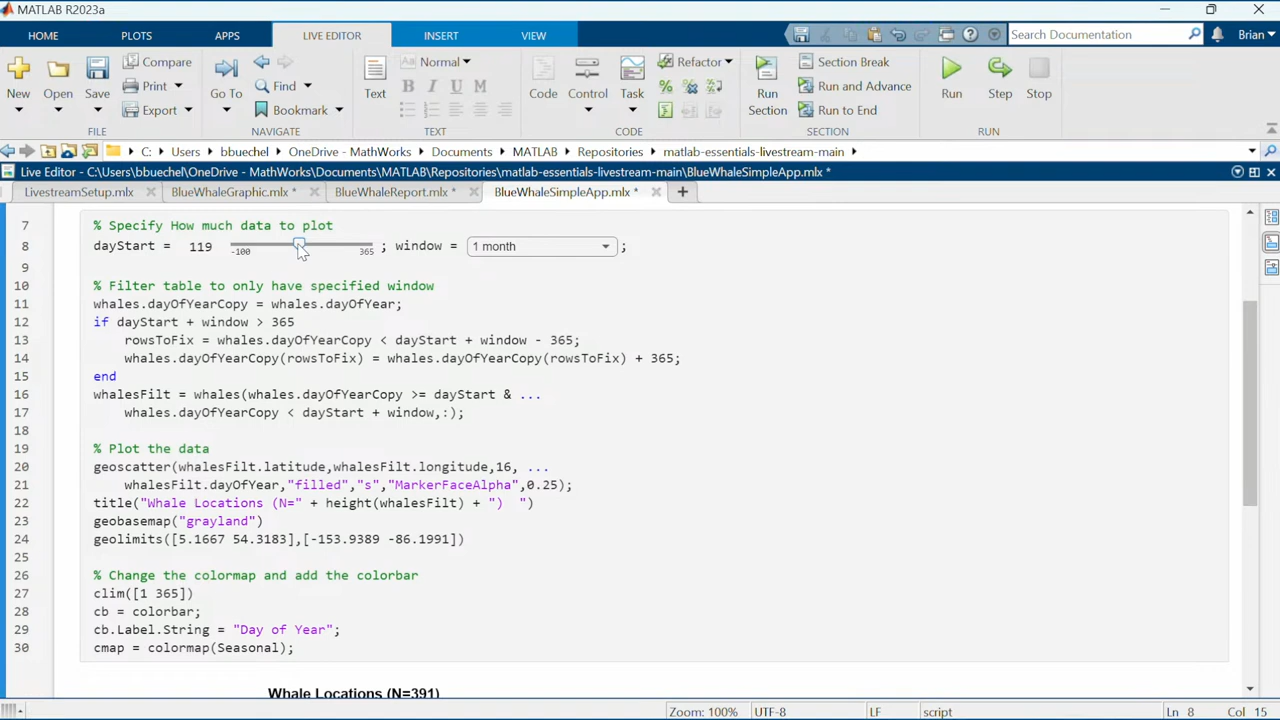 MATLAB R2023a
HOME PLOTS APPS LIVE EDITOR INSERT VIEW Search Documentation Brian
New Open Save Compare Print Export Go To Find Bookmark Text Normal B I U M Code Control Task Refactor Run Section Section Break Run and Advance Run to End Run Step Stop
FILE NAVIGATE TEXT CODE SECTION RUN
C: Users bbuechel OneDrive - MathWorks Documents MATLAB Repositories matlab-essentials-livestream-main
Live Editor - C:\Users\bbuechel\OneDrive - MathWorks\Documents\MATLAB\Repositories\matlab-essentials-livestream-main\BlueWhaleSimpleApp.mlx *
LivestreamSetup.mlx BlueWhaleGraphic.mlx * BlueWhaleReport.mlx * BlueWhaleSimpleApp.mlx *
7 % Specify How much data to plot
8 dayStart = 119 -100 365 ; window = 1 month ;
9
10 % Filter table to only have specified window
11 whales.dayOfYearCopy = whales.dayOfYear;
12 if dayStart + window > 365
13 rowsToFix = whales.dayOfYearCopy < dayStart + window - 365;
14 whales.dayOfYearCopy(rowsToFix) = whales.dayOfYearCopy(rowsToFix) + 365;
15 end
16 whalesFilt = whales(whales.dayOfYearCopy >= dayStart & ...
17 whales.dayOfYearCopy < dayStart + window,:);
18
19 % Plot the data
20 geoscatter(whalesFilt.latitude,whalesFilt.longitude,16, ...
21 whalesFilt.dayOfYear,"filled","s","MarkerFaceAlpha",0.25);
22 title("Whale Locations (N=" + height(whalesFilt) + ")  ")
23 geobasemap("grayland")
24 geolimits([5.1667 54.3183],[-153.9389 -86.1991])
25
26 % Change the colormap and add the colorbar
27 clim([1 365])
28 cb = colorbar;
29 cb.Label.String = "Day of Year";
30 cmap = colormap(Seasonal);
Whale Locations (N=391)
Zoom: 100% UTF-8 LF script Ln 8 Col 15